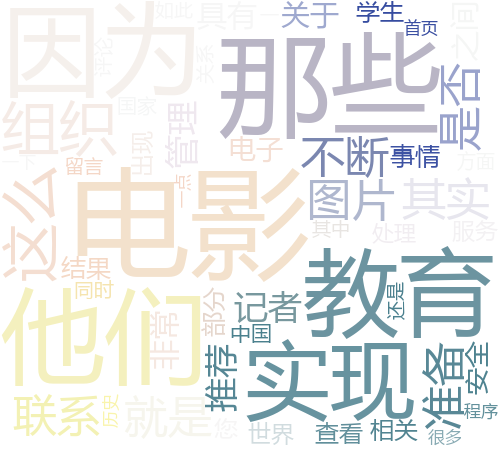 因为
如此
具有
一
关于
学生
首页
之间
评论
关系
那些
是否
组织
国家
管理
出现
电子
不断
事情
方面
一下
留言
一点
图片
其实
这么
电影
其中
处理
服务
结果
同时
他们
教育
还是
部分
记者
中国
非常
实现
推荐
准备
安全
联系
历史
就是
您
世界
查看
相关
很多
程序